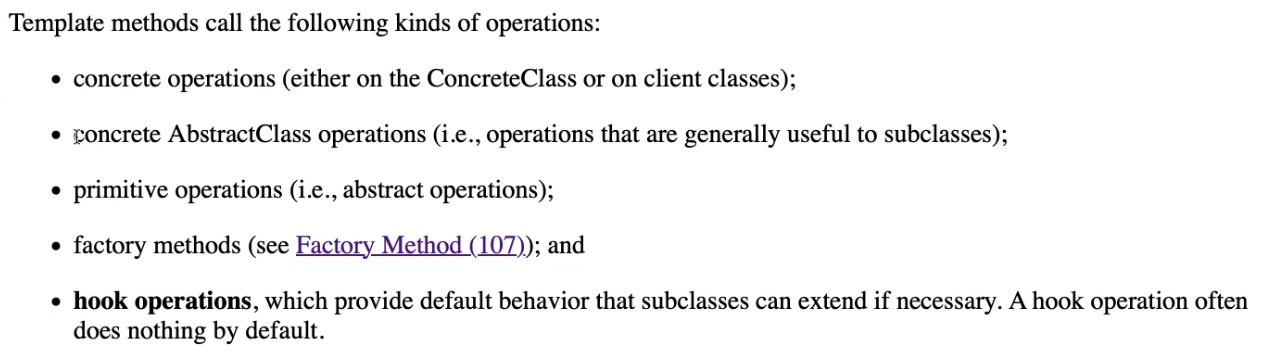 Template methods call the following kinds of operations:
• concrete operations (either on the ConcreteClass or on client classes);
• concrete AbstractClass operations (i.e., operations that are generally useful to subclasses);
• primitive operations (i.e., abstract operations);
• factory methods (see Factory Method (107)); and
• hook operations, which provide default behavior that subclasses can extend if necessary. A hook operation often
does nothing by default.